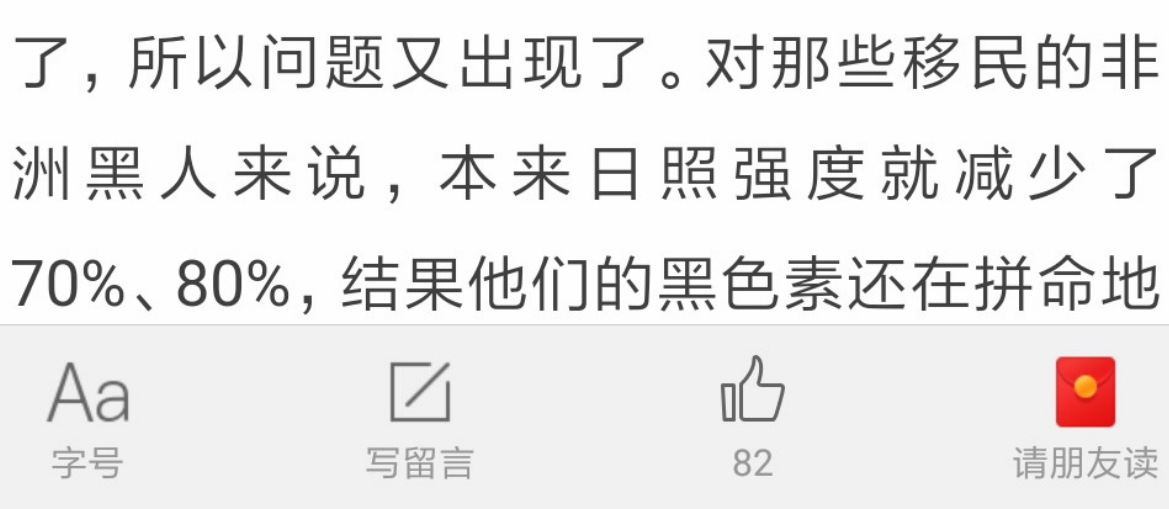 了，所以问题又出现了。对那些移民的非
洲黑人来说，本来日照强度就减少了
70%、80%，结果他们的黑色素还在拼命地
Aa
字号 写留言 82 请朋友读